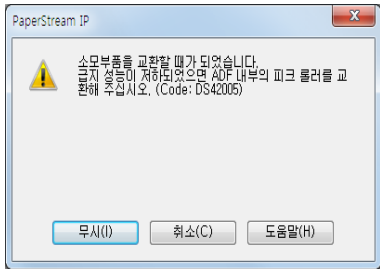 PaperStream IP
소모부품을 교환할 때가 되었습니다.
급지 성능이 저하되었으면 ADF 내부의 피크 롤러를 교
환해 주십시오. (Code: DS42005)
무시(I)
취소(C)
도움말(H)